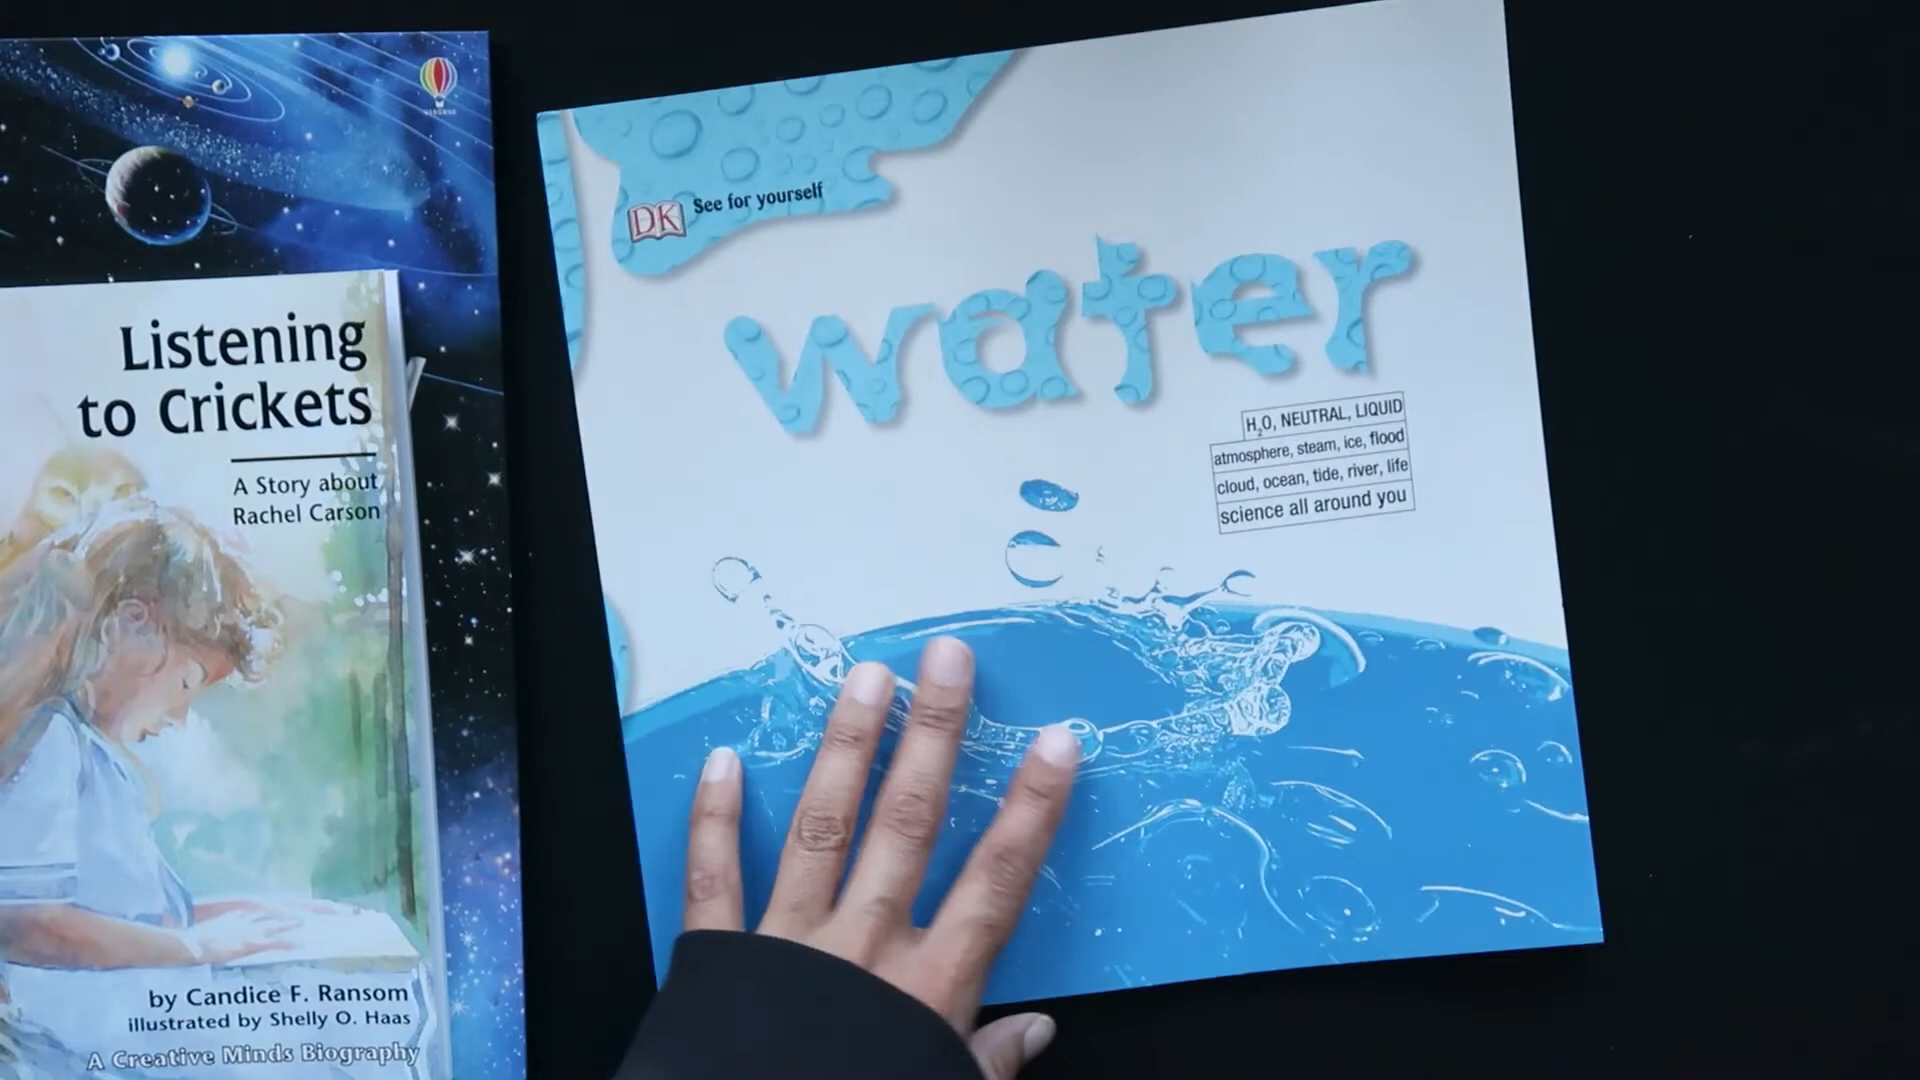 USBORNE
Listening
to Crickets
A Story about
Rachel Carson
by Candice F. Ransom
illustrated by Shelly O. Haas
A Creative Minds Biography
DK
See for yourself
water
H₂O, NEUTRAL, LIQUID
atmosphere, steam, ice, flood
cloud, ocean, tide, river, life
science all around you